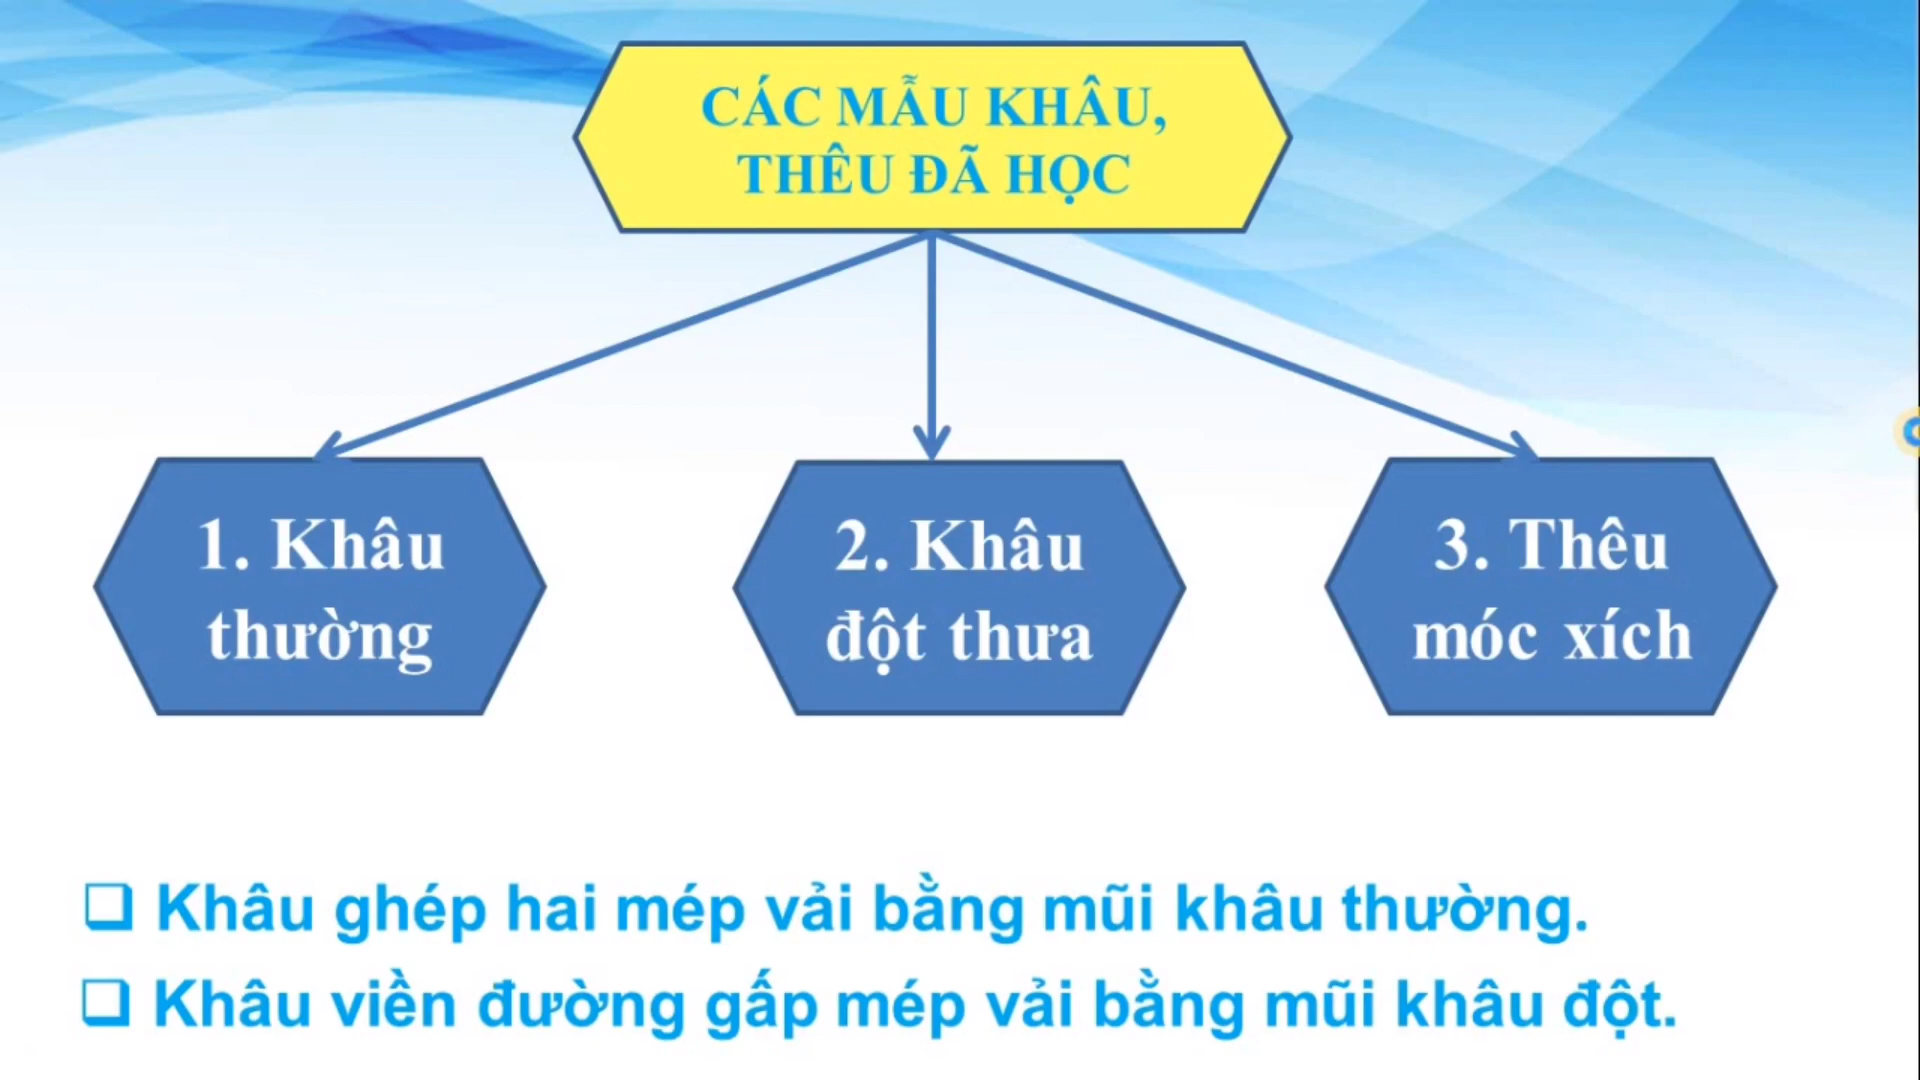 CÁC MẪU KHÂU,
THÊU ĐÃ HỌC
1. Khâu
thường
2. Khâu
đột thưa
3. Thêu
móc xích
Khâu ghép hai mép vải bằng mũi khâu thường.
Khâu viền đường gấp mép vải bằng mũi khâu đột.